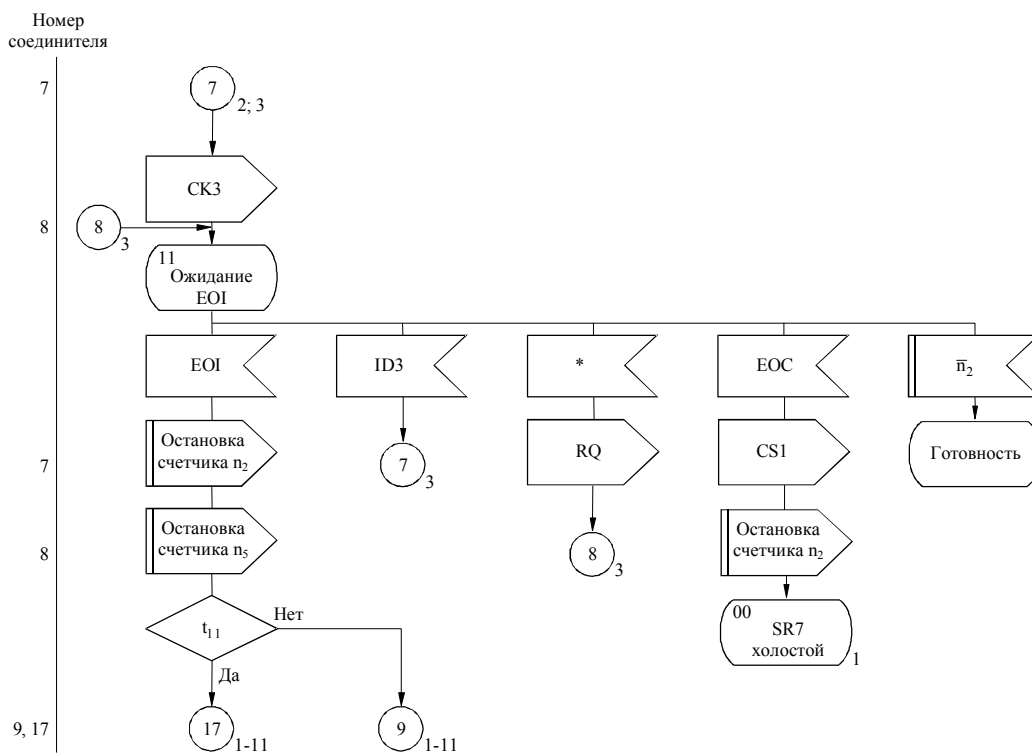 Номер
соединителя
7
7
2; 3
CK3
8
8
3
11
Ожидание
EOI
EOI
ID3
*
EOC
n̅₂
Остановка
счетчика n₂
7
3
RQ
CS1
Готовность
7
Остановка
счетчика n₅
8
3
Остановка
счетчика n₂
8
t₁₁
Нет
Да
00
SR7
холостой
1
9, 17
17
1-11
9
1-11